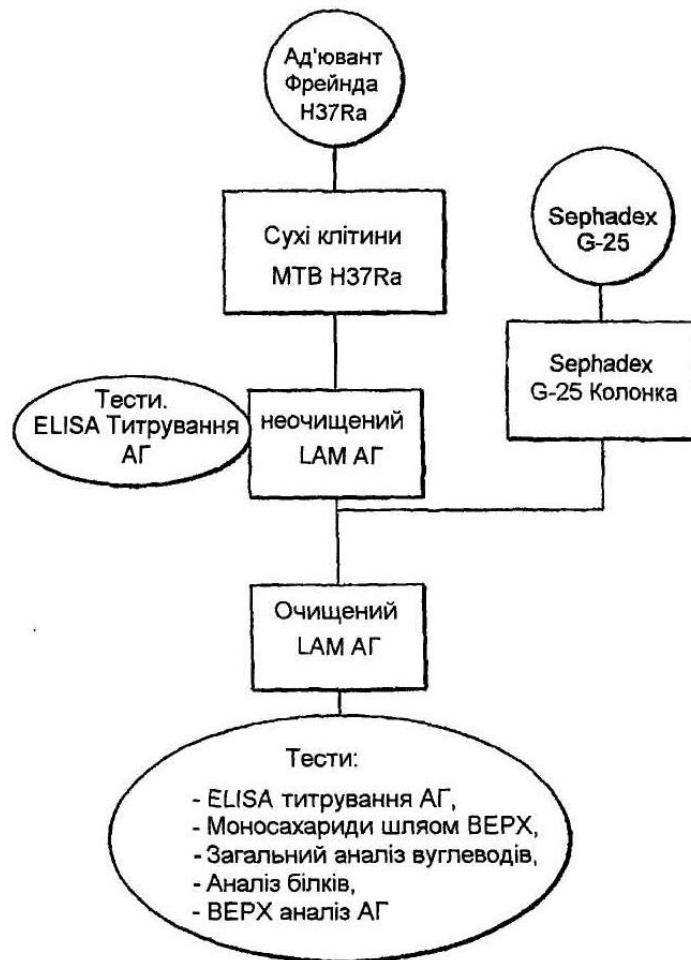 Ад'ювант
Фрейнда
H37Ra
Сухі клітини
МТВ H37Ra
Sephadex
G-25
Sephadex
G-25 Колонка
Тести.
ELISA Титрування
АГ
неочищений
LAM АГ
Очищений
LAM АГ
Тести:
- ELISA титрування АГ,
- Моносахариди шляом ВЕРХ,
- Загальний аналіз вуглеводів,
- Аналіз білків,
- ВЕРХ аналіз АГ